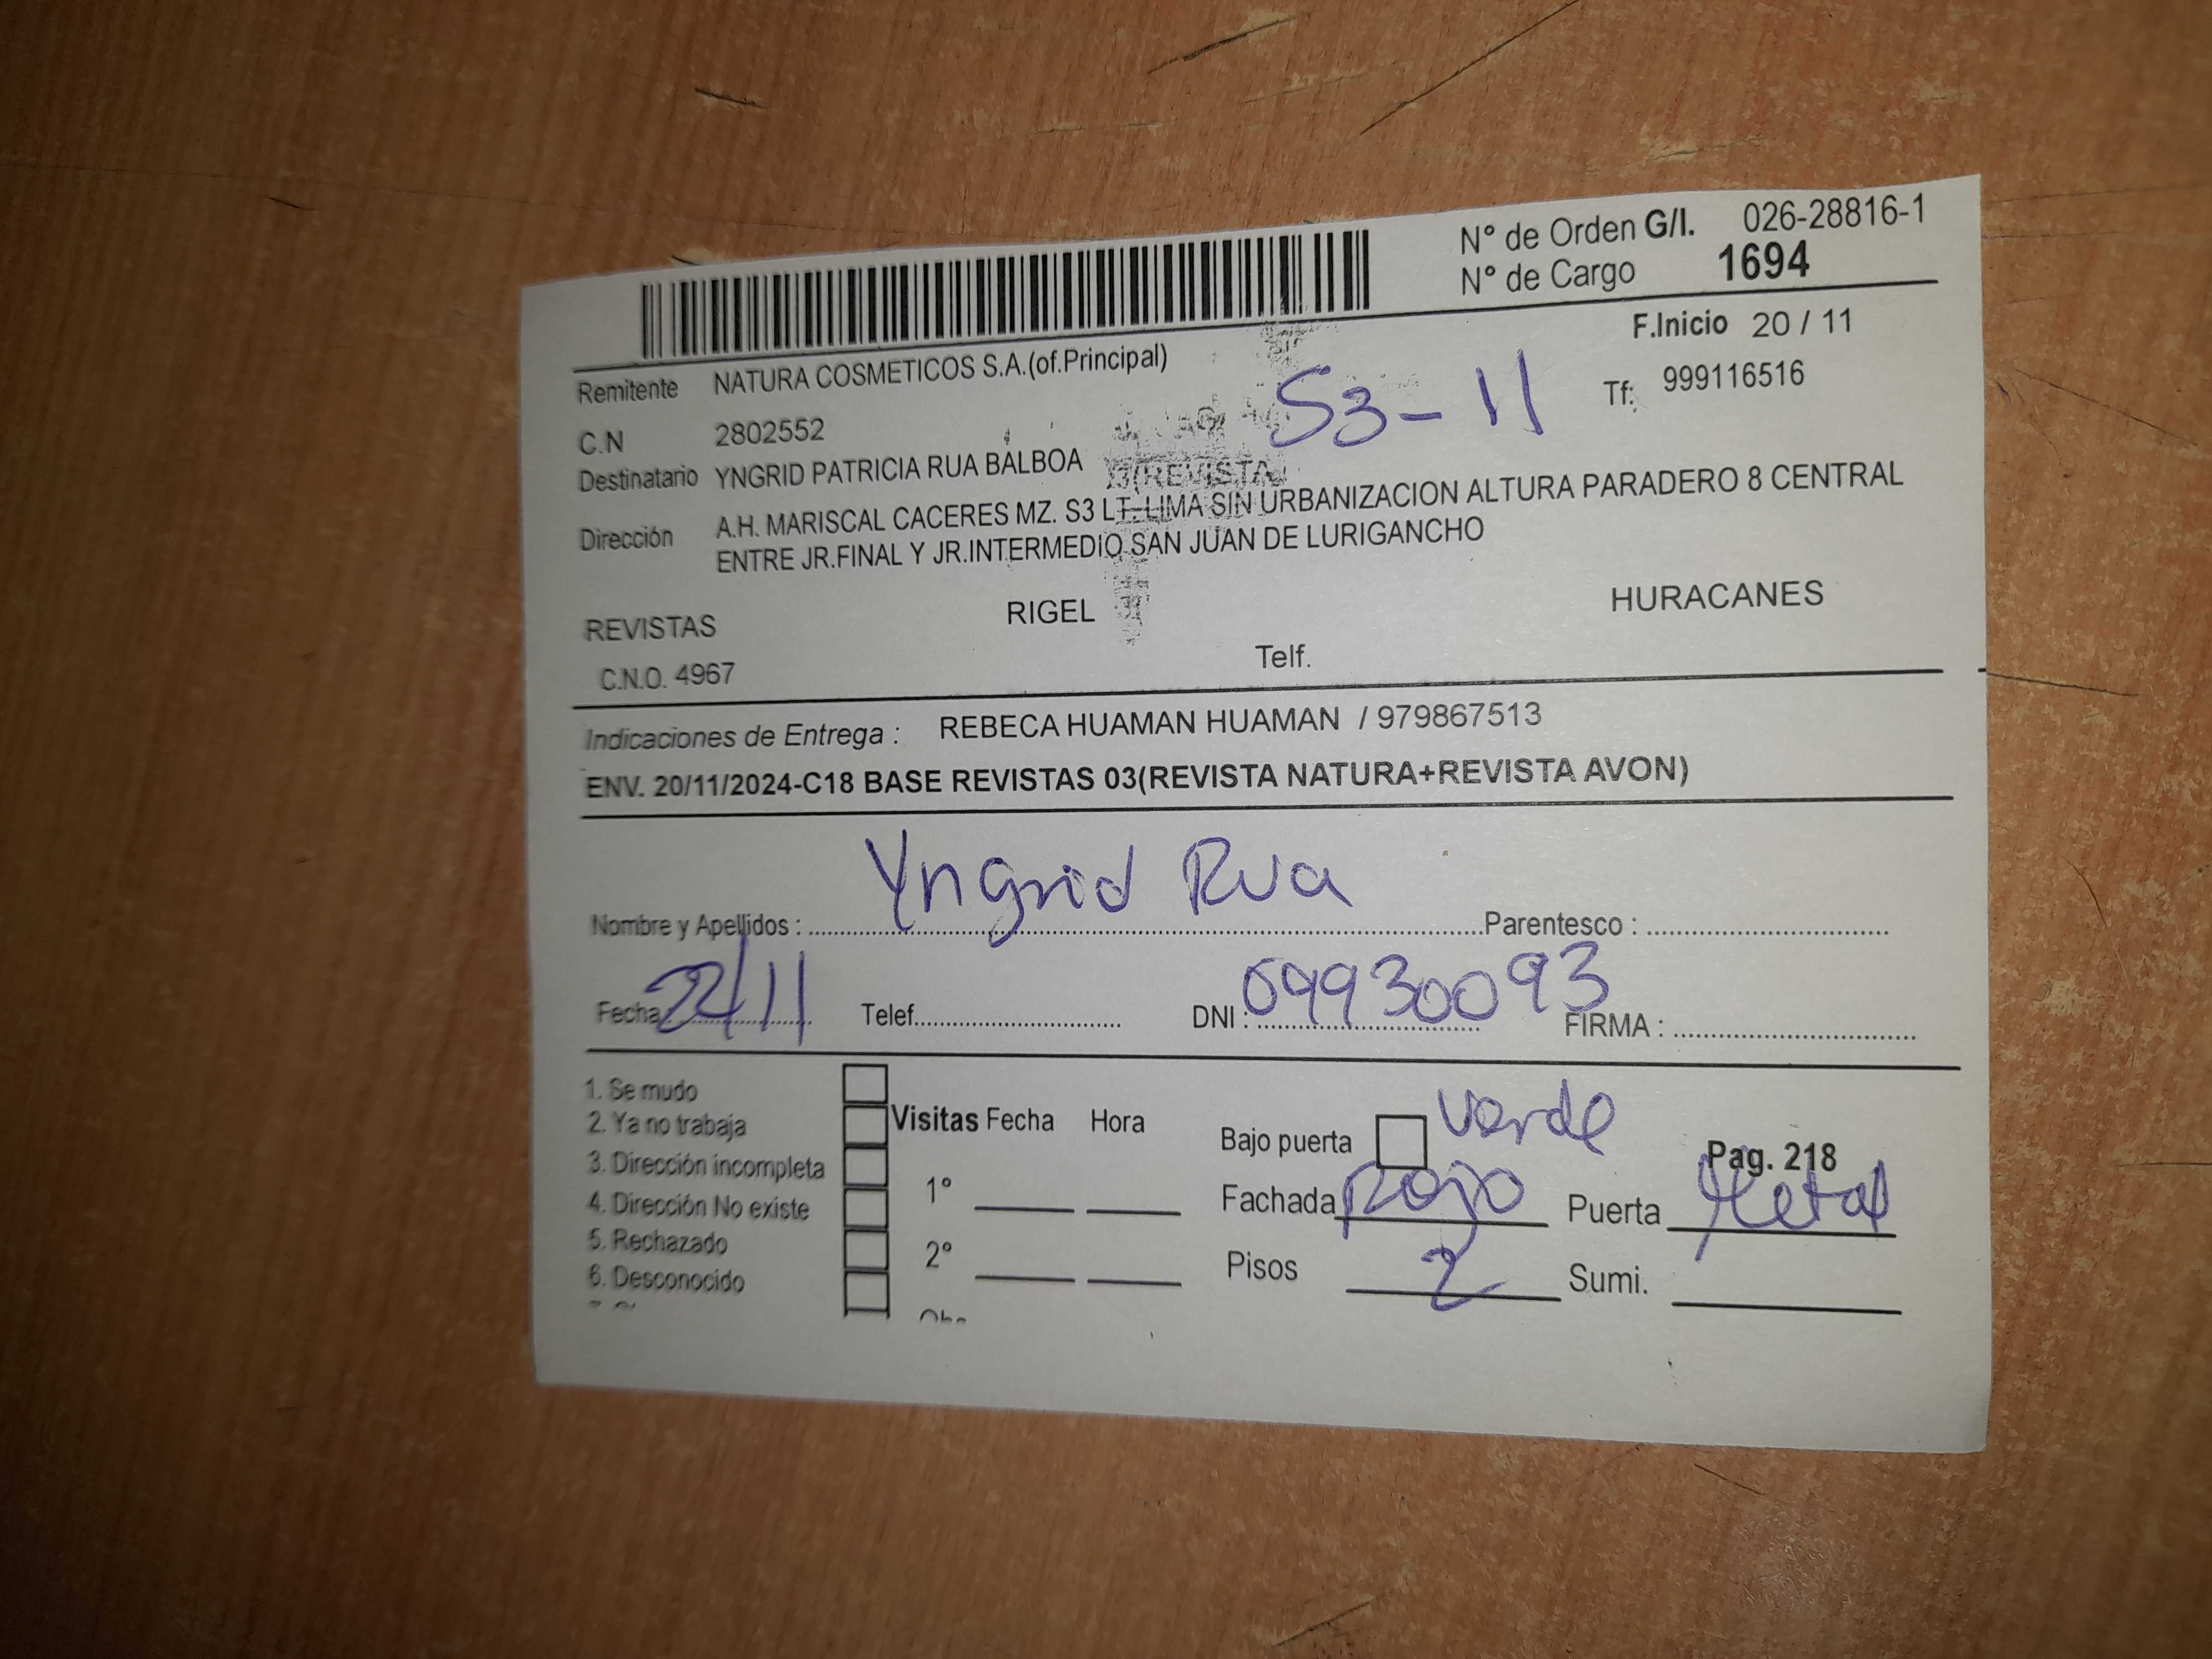 N° de Orden G/I. 026-28816-1
N° de Cargo 1694
F.Inicio 20 / 11
Remitente NATURA COSMETICOS S.A.(of.Principal)
Tf: 999116516
S3-11
C.N 2802552
Destinatario YNGRID PATRICIA RUA BALBOA
3(REVISTA
Dirección A.H. MARISCAL CACERES MZ. S3 LT. LIMA SIN URBANIZACION ALTURA PARADERO 8 CENTRAL
ENTRE JR.FINAL Y JR.INTERMEDIO SAN JUAN DE LURIGANCHO
REVISTAS RIGEL HURACANES
C.N.O. 4967 Telf.
Indicaciones de Entrega : REBECA HUAMAN HUAMAN / 979867513
ENV. 20/11/2024-C18 BASE REVISTAS 03(REVISTA NATURA+REVISTA AVON)
Yngrid Rua
Nombre y Apellidos : Parentesco :
Fecha 22/11 Telef. DNI : 09930093 FIRMA :
1. Se mudo
2. Ya no trabaja
3. Dirección incompleta
4. Dirección No existe
5. Rechazado
6. Desconocido
Visitas Fecha Hora
1°
2°
Bajo puerta verde
Pag. 218
Fachada Rojo Puerta Metal
Pisos 2 Sumi.